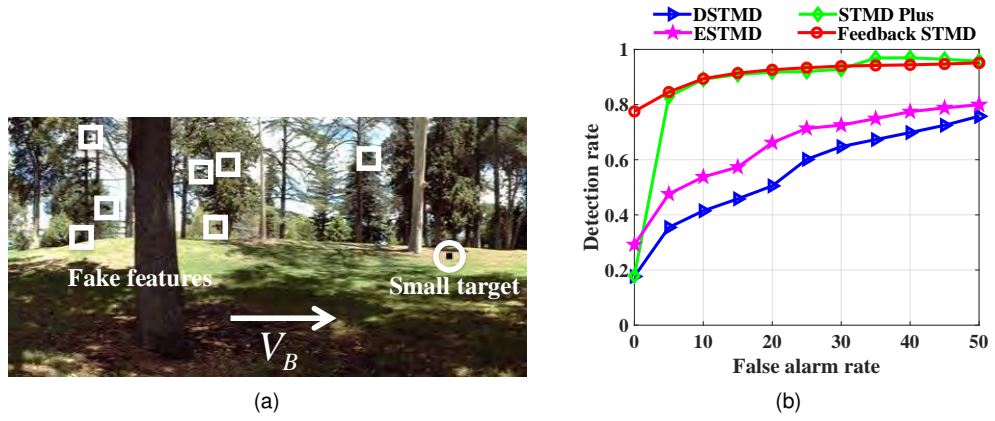 Fake features
Small target
V_B
(a)
DSTMD
STMD Plus
ESTMD
Feedback STMD
1
0.8
0.6
0.4
0.2
0
0
10
20
30
40
50
Detection rate
False alarm rate
(b)